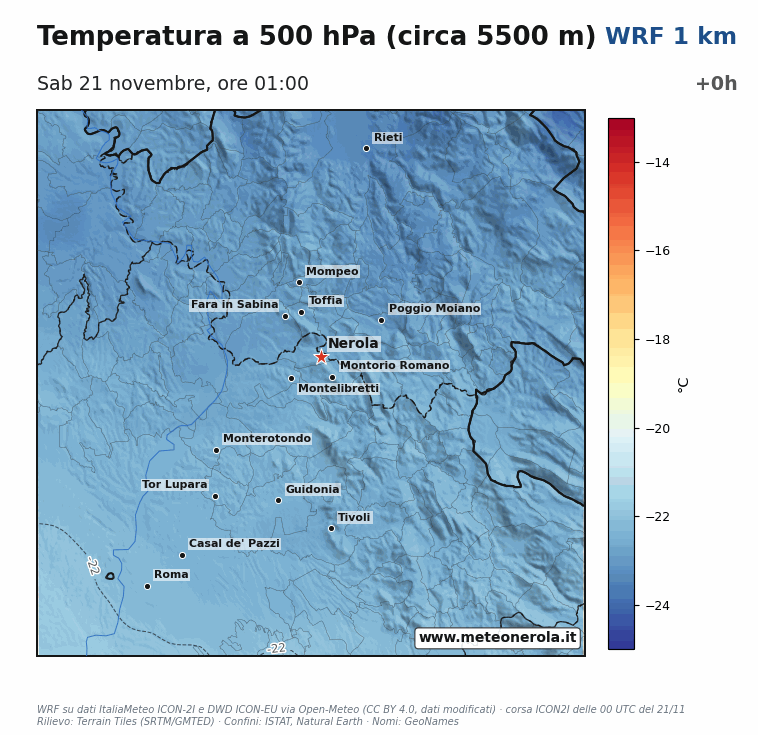 Temperatura a 500 hPa (circa 5500 m) WRF 1 km
Sab 21 novembre, ore 01:00 +0h
Rieti
−14
−16
Mompeo
Toffia
Fara in Sabina
Poggio Moiano
−18
Nerola
Montorio Romano
Montelibretti
°C
−20
Monterotondo
Tor Lupara
Guidonia
Tivoli
−22
Casal de' Pazzi
-22
Roma
−24
www.meteonerola.it
-22
WRF su dati ItaliaMeteo ICON-2I e DWD ICON-EU via Open-Meteo (CC BY 4.0, dati modificati) · corsa ICON2I delle 00 UTC del 21/11
Rilievo: Terrain Tiles (SRTM/GMTED) · Confini: ISTAT, Natural Earth · Nomi: GeoNames